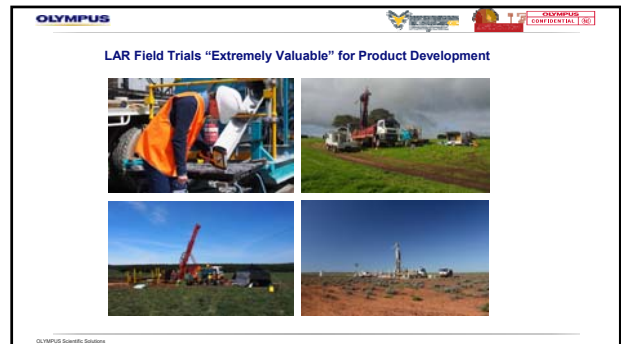 OLYMPUS
OLYMPUS
CONFIDENTIAL
LAR Field Trials “Extremely Valuable” for Product Development
OLYMPUS Scientific Solutions